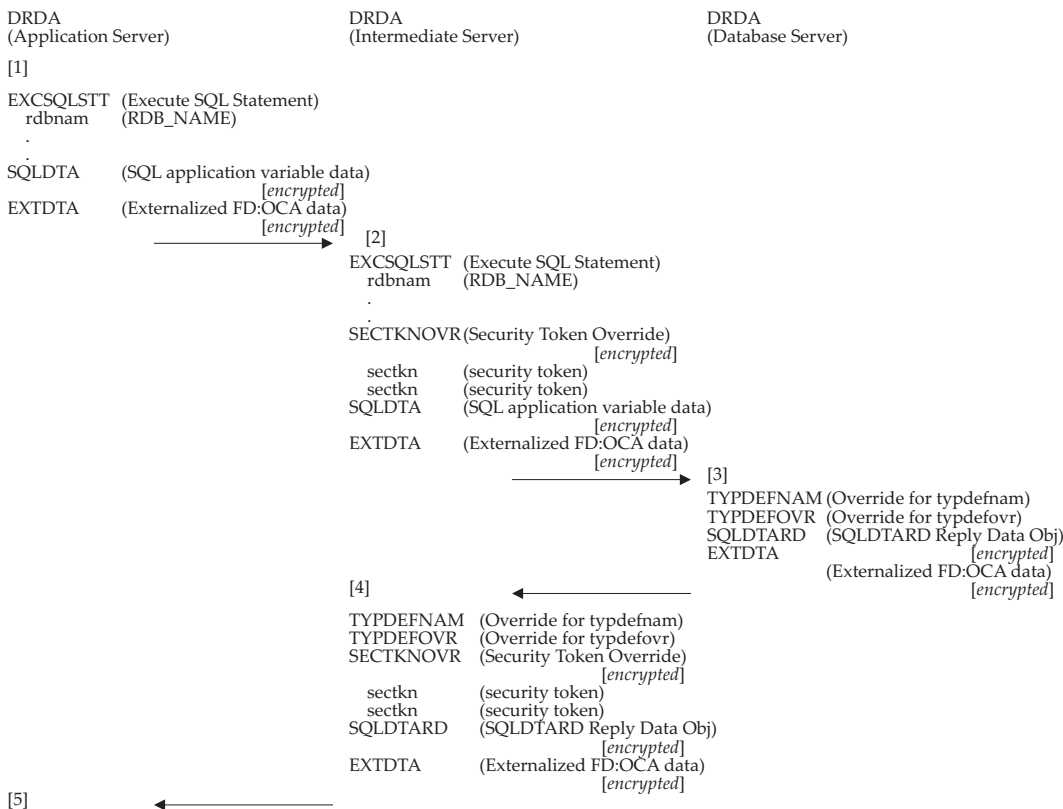 DRDA DRDA DRDA
(Application Server) (Intermediate Server) (Database Server)
[1]
EXCSQLSTT (Execute SQL Statement)
rdbnam (RDB_NAME)
.
.
SQLDTA (SQL application variable data)
[encrypted]
EXTDTA (Externalized FD:OCA data)
[encrypted]
[2]
EXCSQLSTT (Execute SQL Statement)
rdbnam (RDB_NAME)
.
.
SECTKNOVR (Security Token Override)
[encrypted]
sectkn (security token)
sectkn (security token)
SQLDTA (SQL application variable data)
[encrypted]
EXTDTA (Externalized FD:OCA data)
[encrypted]
[3]
TYPDEFNAM (Override for typdefnam)
TYPDEFOVR (Override for typdefovr)
SQLDTARD (SQLDTARD Reply Data Obj)
EXTDTA [encrypted]
(Externalized FD:OCA data)
[encrypted]
[4]
TYPDEFNAM (Override for typdefnam)
TYPDEFOVR (Override for typdefovr)
SECTKNOVR (Security Token Override)
[encrypted]
sectkn (security token)
sectkn (security token)
SQLDTARD (SQLDTARD Reply Data Obj)
[encrypted]
EXTDTA (Externalized FD:OCA data)
[encrypted]
[5]